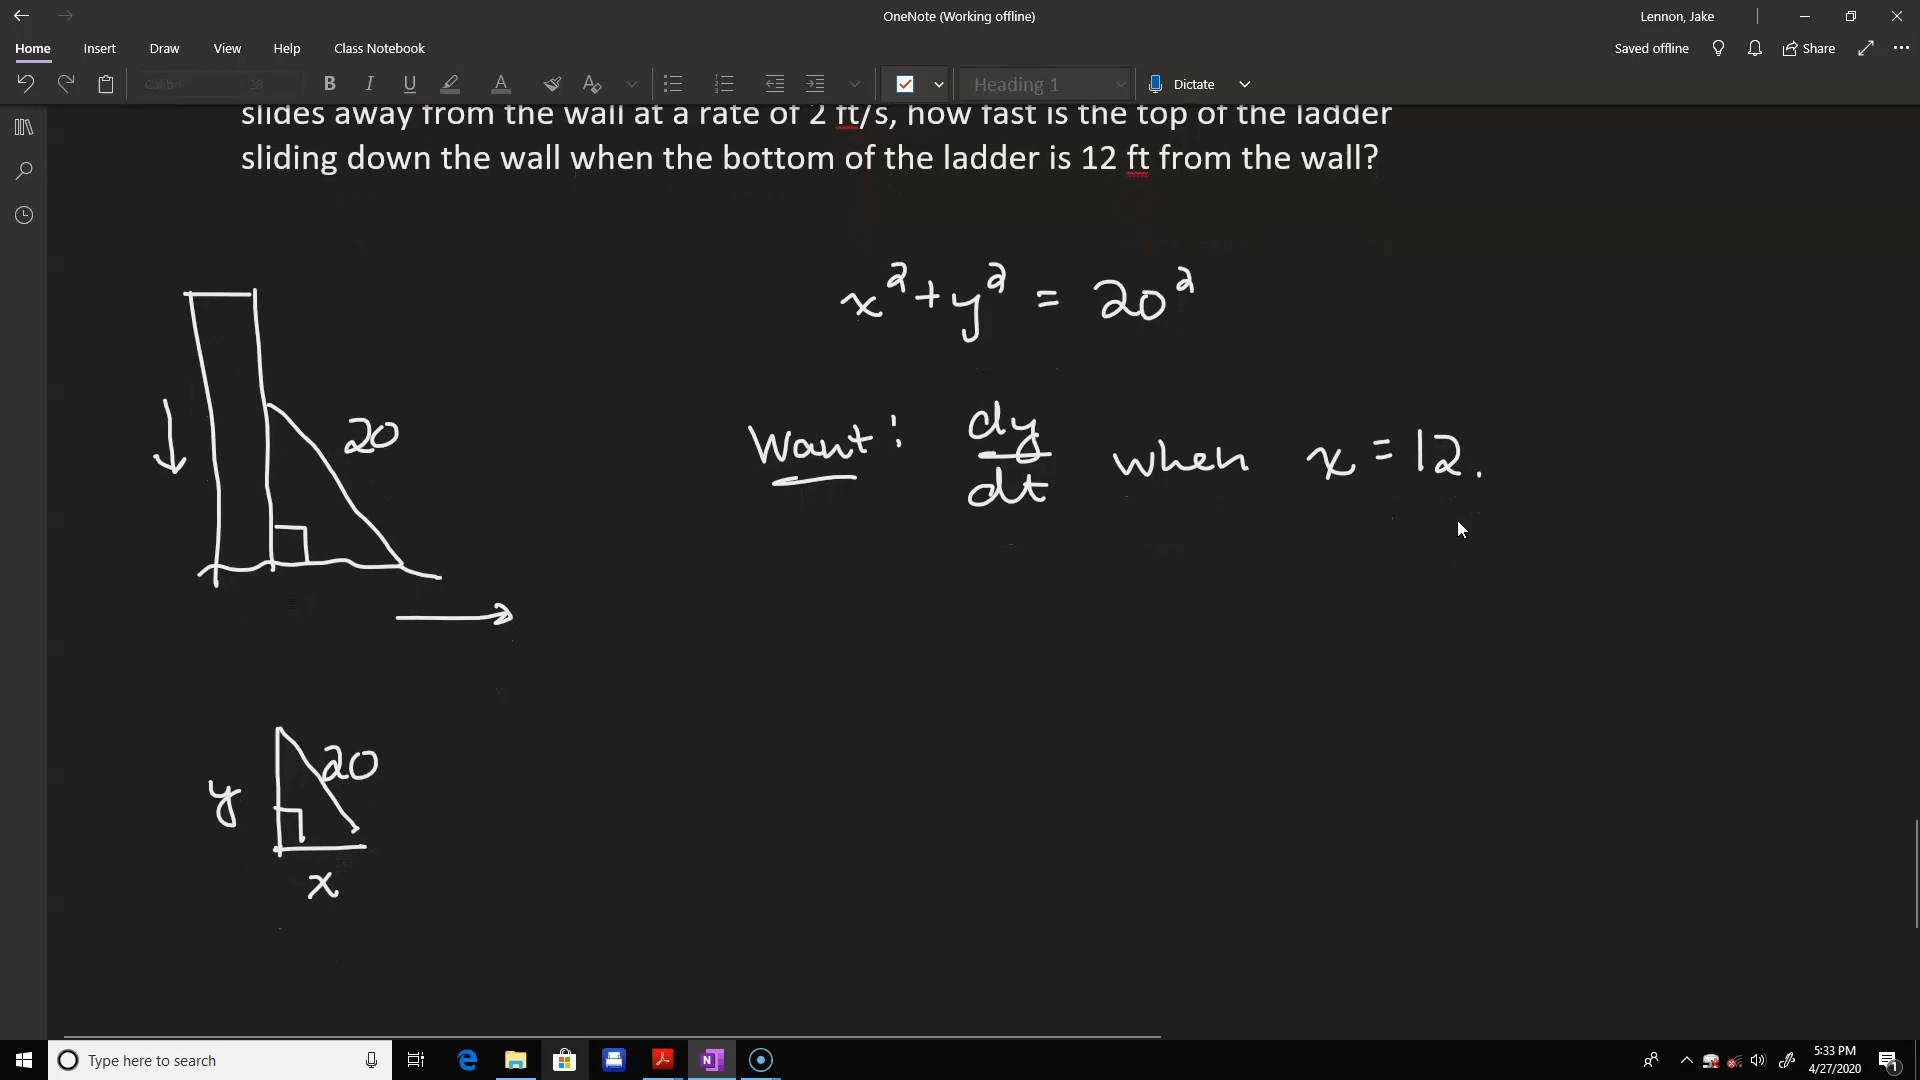 OneNote (Working offline)
Lennon, Jake
Home Insert Draw View Help Class Notebook
Saved offline Share
Calibri 28 B I U A Heading 1 Dictate
slides away from the wall at a rate of 2 ft/s, how fast is the top of the ladder
sliding down the wall when the bottom of the ladder is 12 ft from the wall?
x² + y² = 20²
Want: dy/dt when x = 12.
20
20
y
x
Type here to search
5:33 PM
4/27/2020
1